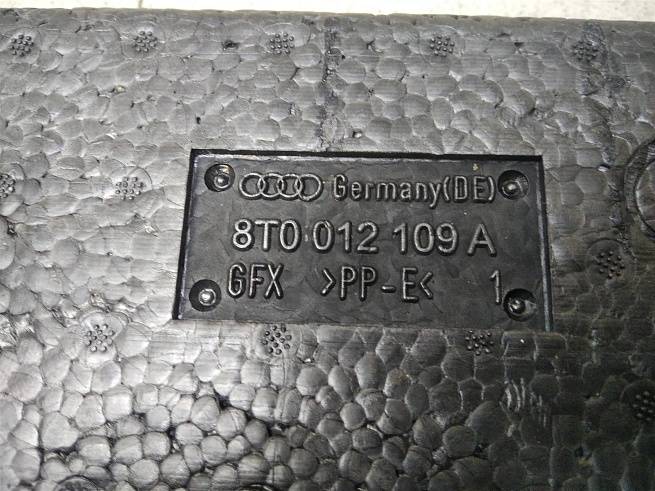 Germany(DE)
8T0 012 109 A
GFX >PP-E< 1